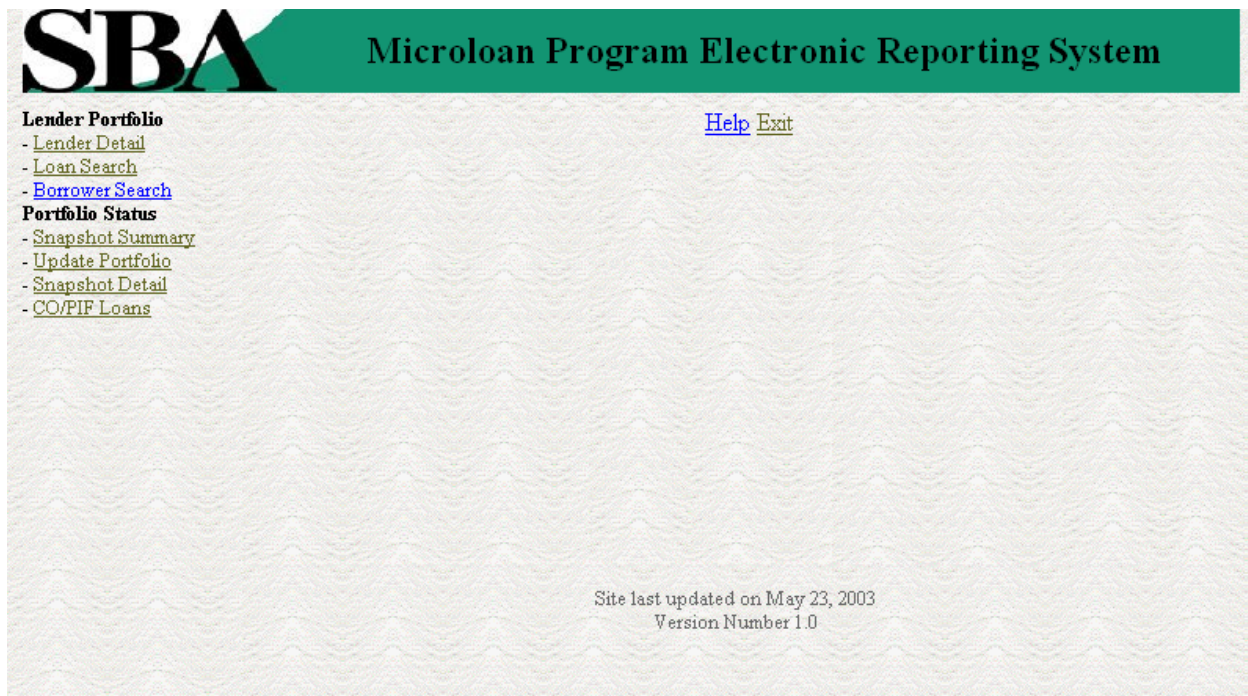 SBA
Microloan Program Electronic Reporting System
Lender Portfolio
- Lender Detail
- Loan Search
- Borrower Search
Portfolio Status
- Snapshot Summary
- Update Portfolio
- Snapshot Detail
- CO/PIF Loans
Help Exit
Site last updated on May 23, 2003
Version Number 1.0